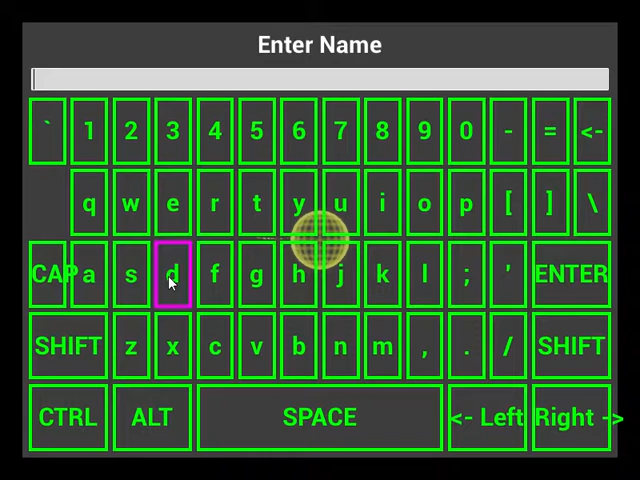 Enter Name
` 1 2 3 4 5 6 7 8 9 0 - = <-
q w e r t y u i o p [ ] \
CAP a s d f g h j k l ; ' ENTER
SHIFT z x c v b n m , . / SHIFT
CTRL ALT SPACE <- Left Right ->